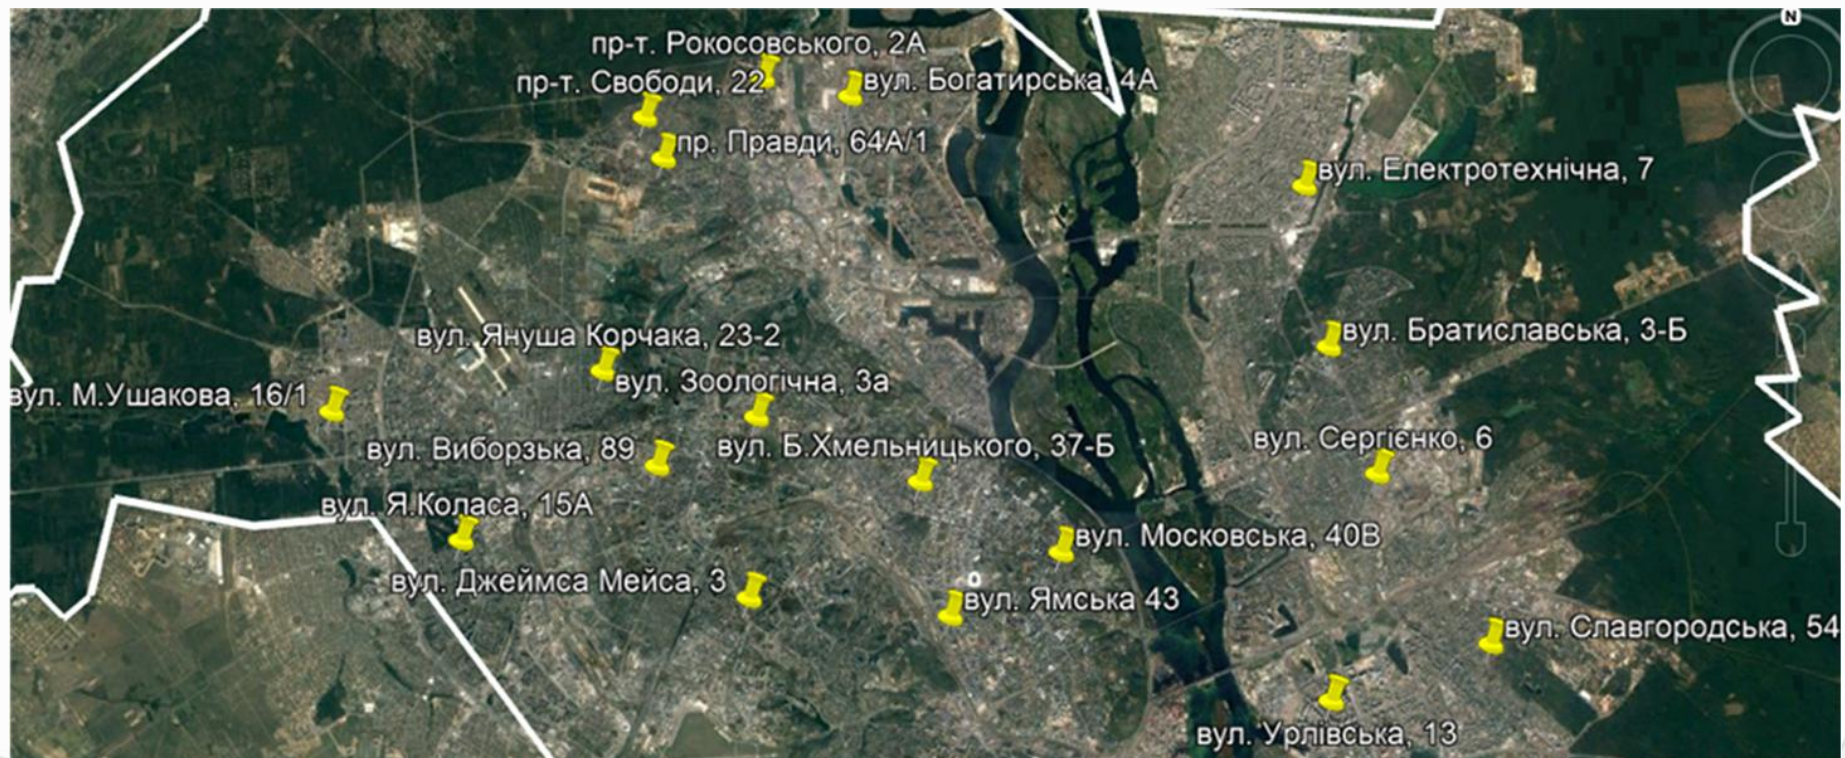 N
пр-т. Рокосовського, 2А
пр-т. Свободи, 22
вул. Богатирська, 4А
пр. Правди, 64А/1
вул. Електротехнічна, 7
вул. Януша Корчака, 23-2
вул. Братиславська, 3-Б
вул. Зоологічна, 3а
вул. М.Ушакова, 16/1
вул. Виборзька, 89
вул. Б.Хмельницького, 37-Б
вул. Сергієнко, 6
вул. Я.Коласа, 15А
вул. Московська, 40В
вул. Джеймса Мейса, 3
вул. Ямська 43
вул. Славгородська, 54
вул. Урлівська, 13